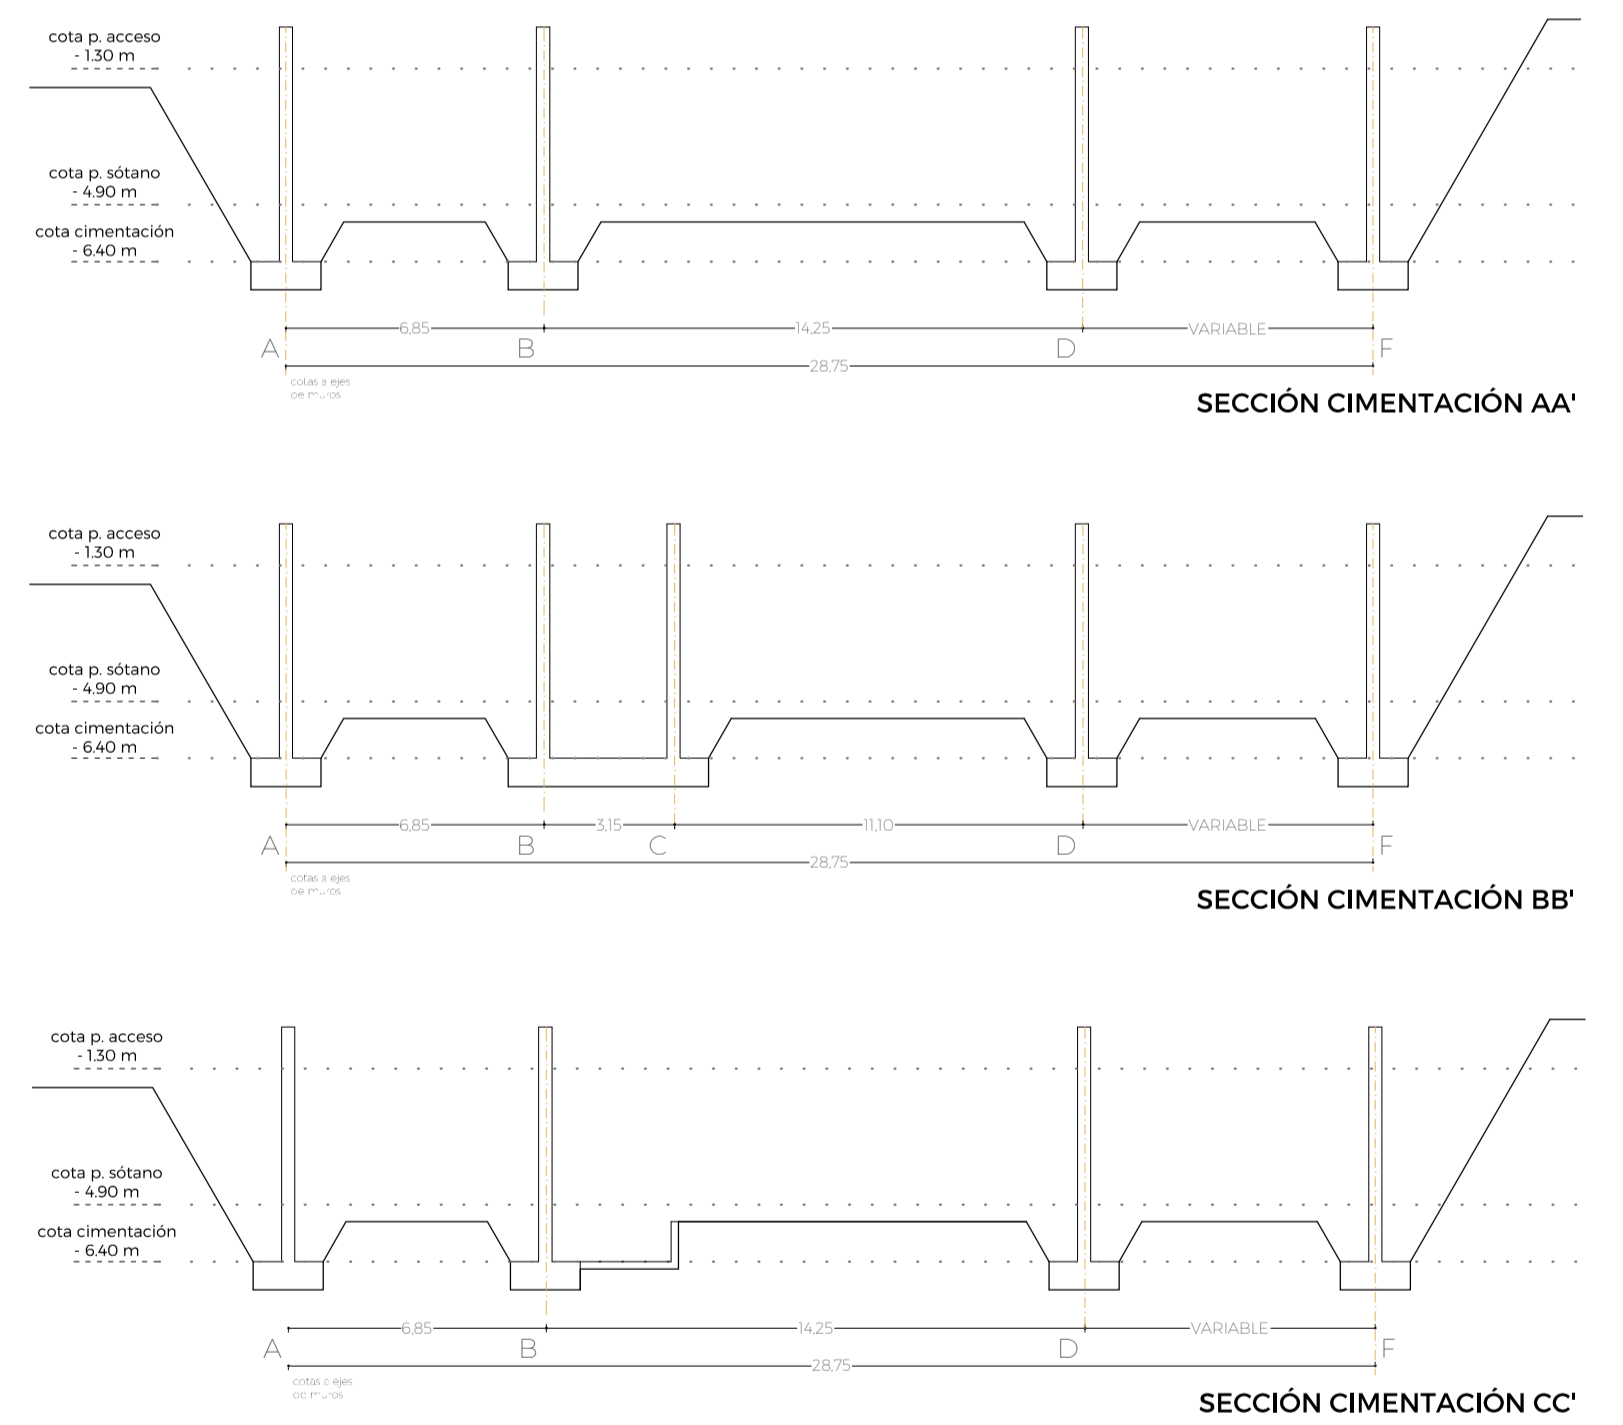 cota p. acceso
- 1.30 m
cota p. sótano
- 4.90 m
cota cimentación
- 6.40 m
6,85
14,25
VARIABLE
A
B
D
F
28,75
cotas a ejes
de muros
SECCIÓN CIMENTACIÓN AA'
cota p. acceso
- 1.30 m
cota p. sótano
- 4.90 m
cota cimentación
- 6.40 m
6,85
3,15
11,10
VARIABLE
A
B
C
D
F
28,75
cotas a ejes
de muros
SECCIÓN CIMENTACIÓN BB'
cota p. acceso
- 1.30 m
cota p. sótano
- 4.90 m
cota cimentación
- 6.40 m
6,85
14,25
VARIABLE
A
B
D
F
28,75
cotas a ejes
de muros
SECCIÓN CIMENTACIÓN CC'